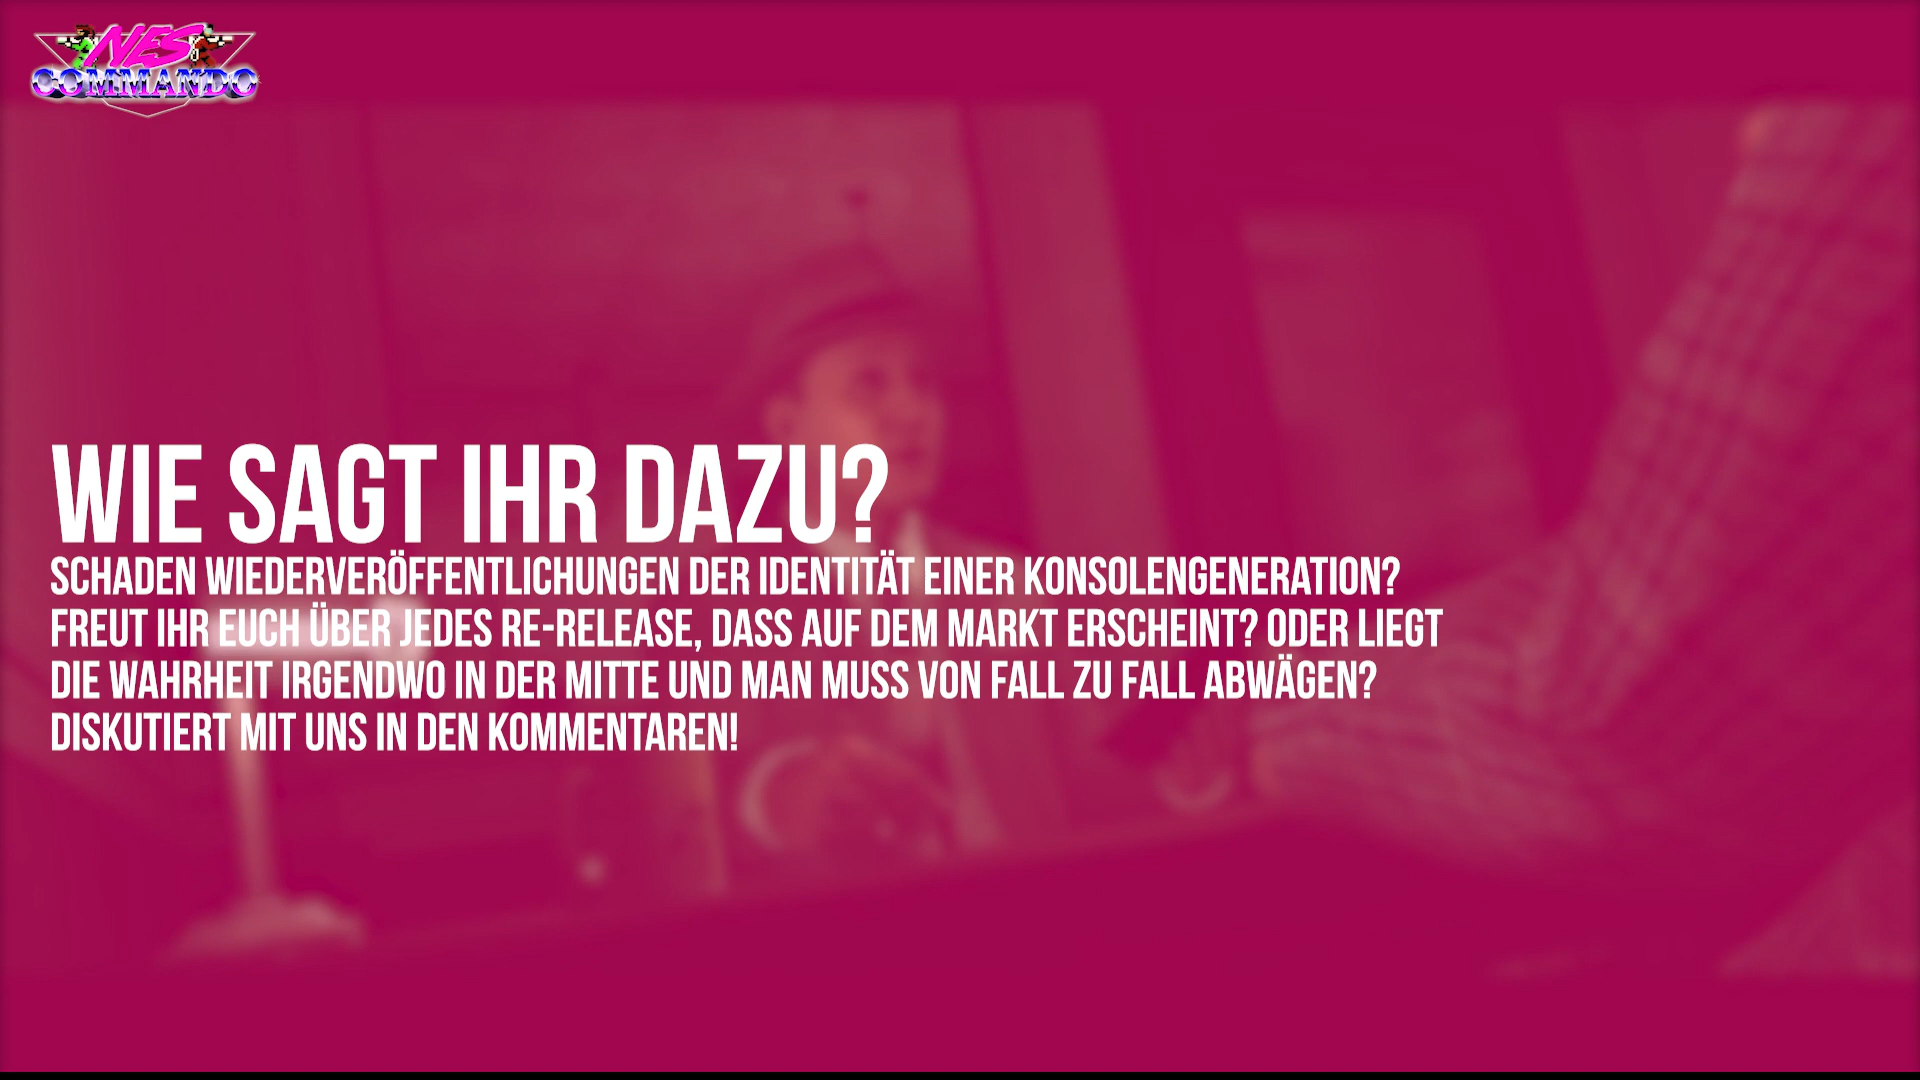 NES
COMMANDO
WIE SAGT IHR DAZU?
SCHADEN WIEDERVERÖFFENTLICHUNGEN DER IDENTITÄT EINER KONSOLENGENERATION?
FREUT IHR EUCH ÜBER JEDES RE-RELEASE, DASS AUF DEM MARKT ERSCHEINT? ODER LIEGT
DIE WAHRHEIT IRGENDWO IN DER MITTE UND MAN MUSS VON FALL ZU FALL ABWÄGEN?
DISKUTIERT MIT UNS IN DEN KOMMENTAREN!